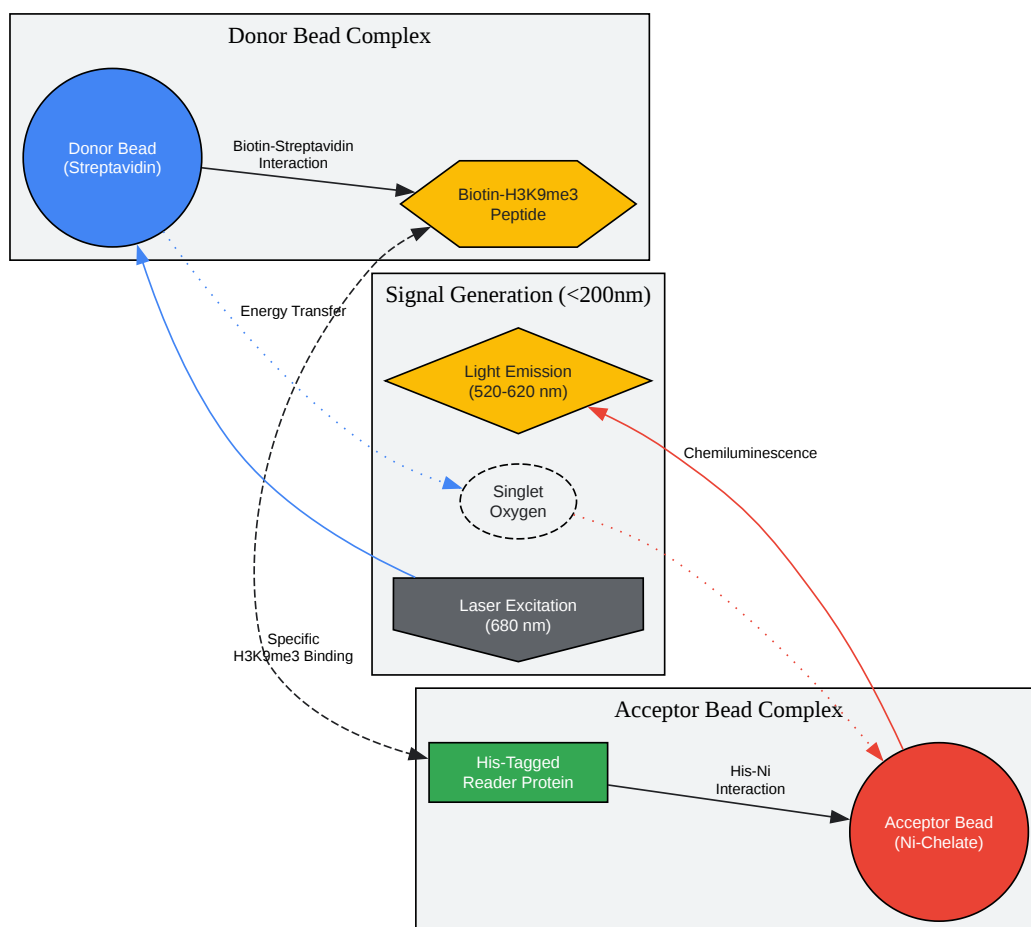 Donor Bead Complex
Donor Bead
(Streptavidin)
Biotin-Streptavidin
Interaction
Biotin-H3K9me3
Peptide
Signal Generation (<200nm)
Energy Transfer
Light Emission
(520-620 nm)
Chemiluminescence
Singlet
Oxygen
Laser Excitation
(680 nm)
Specific
H3K9me3 Binding
Acceptor Bead Complex
His-Tagged
Reader Protein
His-Ni
Interaction
Acceptor Bead
(Ni-Chelate)